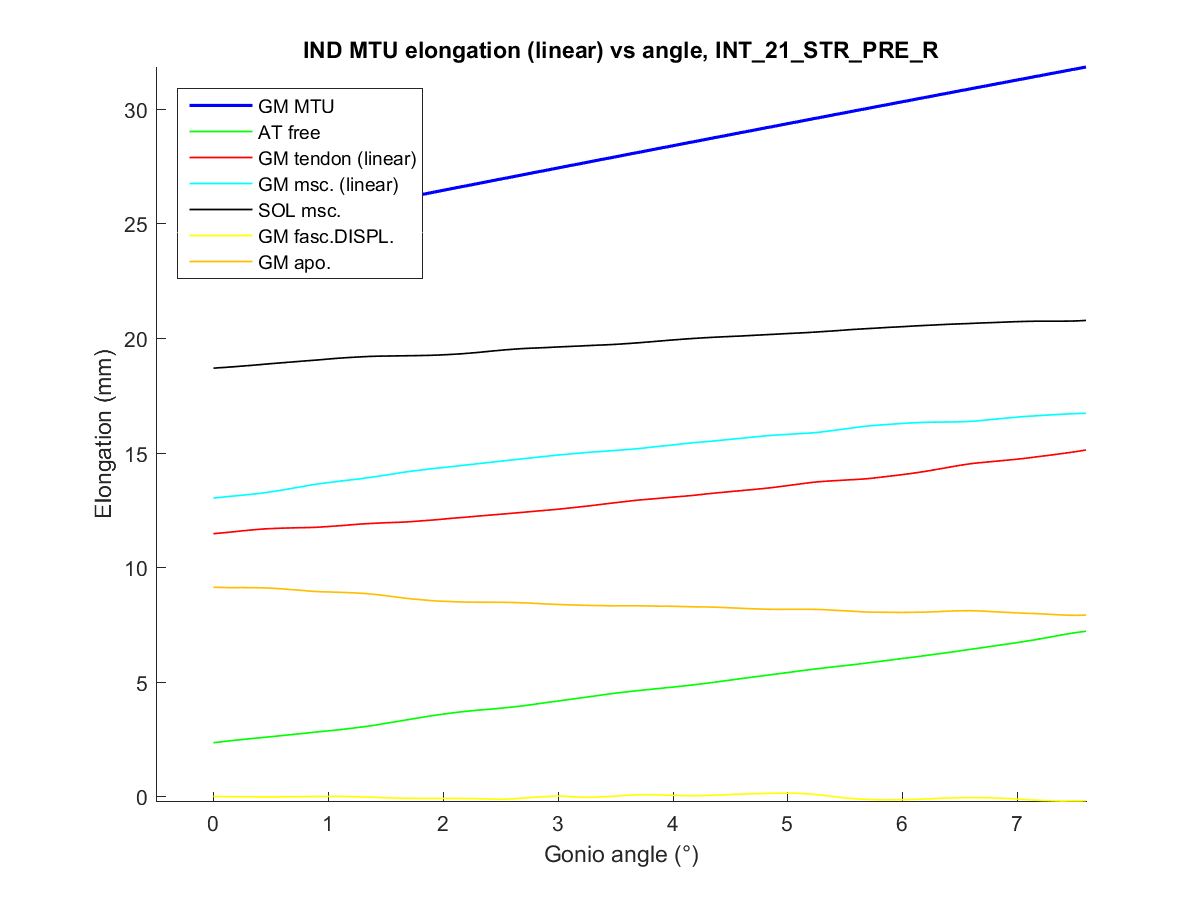 IND MTU elongation (linear) vs angle, INT_21_STR_PRE_R
GM MTU
AT free
GM tendon (linear)
GM msc. (linear)
SOL msc.
GM fasc.DISPL.
GM apo.
Elongation (mm)
30
25
20
15
10
5
0
0 1 2 3 4 5 6 7
Gonio angle (°)